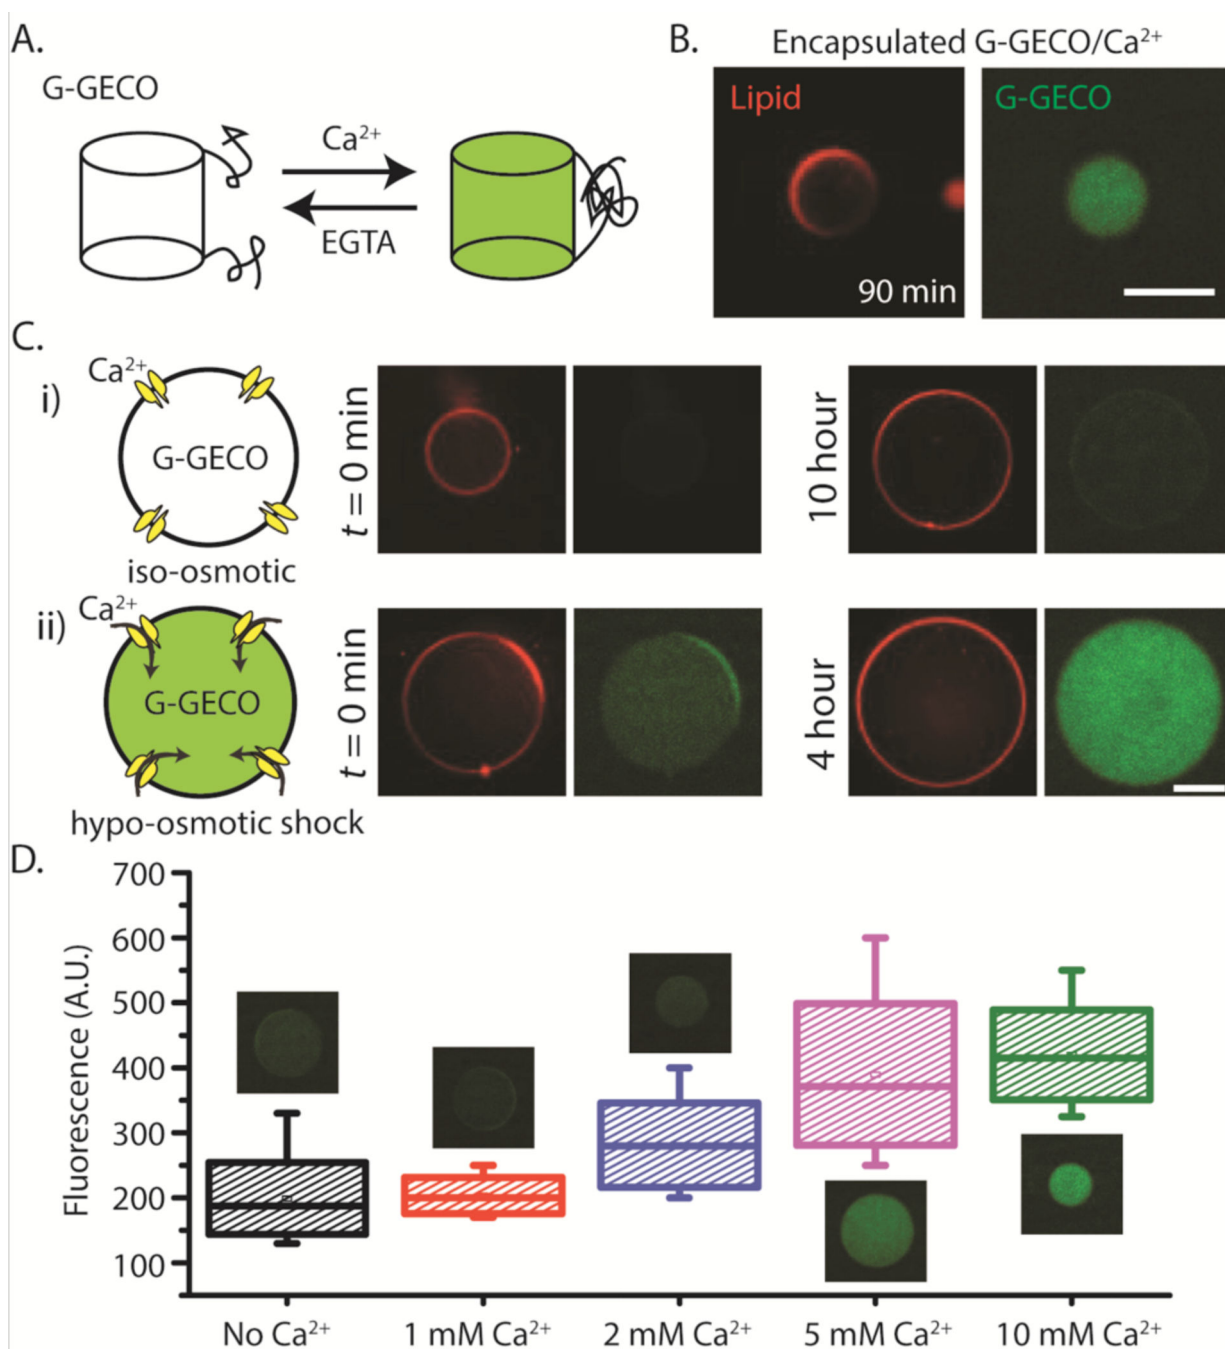 A.
G-GECO
Ca²⁺
EGTA
B.
Encapsulated G-GECO/Ca²⁺
Lipid
90 min
G-GECO
C.
i)
Ca²⁺
G-GECO
iso-osmotic
t = 0 min
10 hour
ii)
Ca²⁺
G-GECO
hypo-osmotic shock
t = 0 min
4 hour
D.
Fluorescence (A.U.)
700
600
500
400
300
200
100
No Ca²⁺
1 mM Ca²⁺
2 mM Ca²⁺
5 mM Ca²⁺
10 mM Ca²⁺